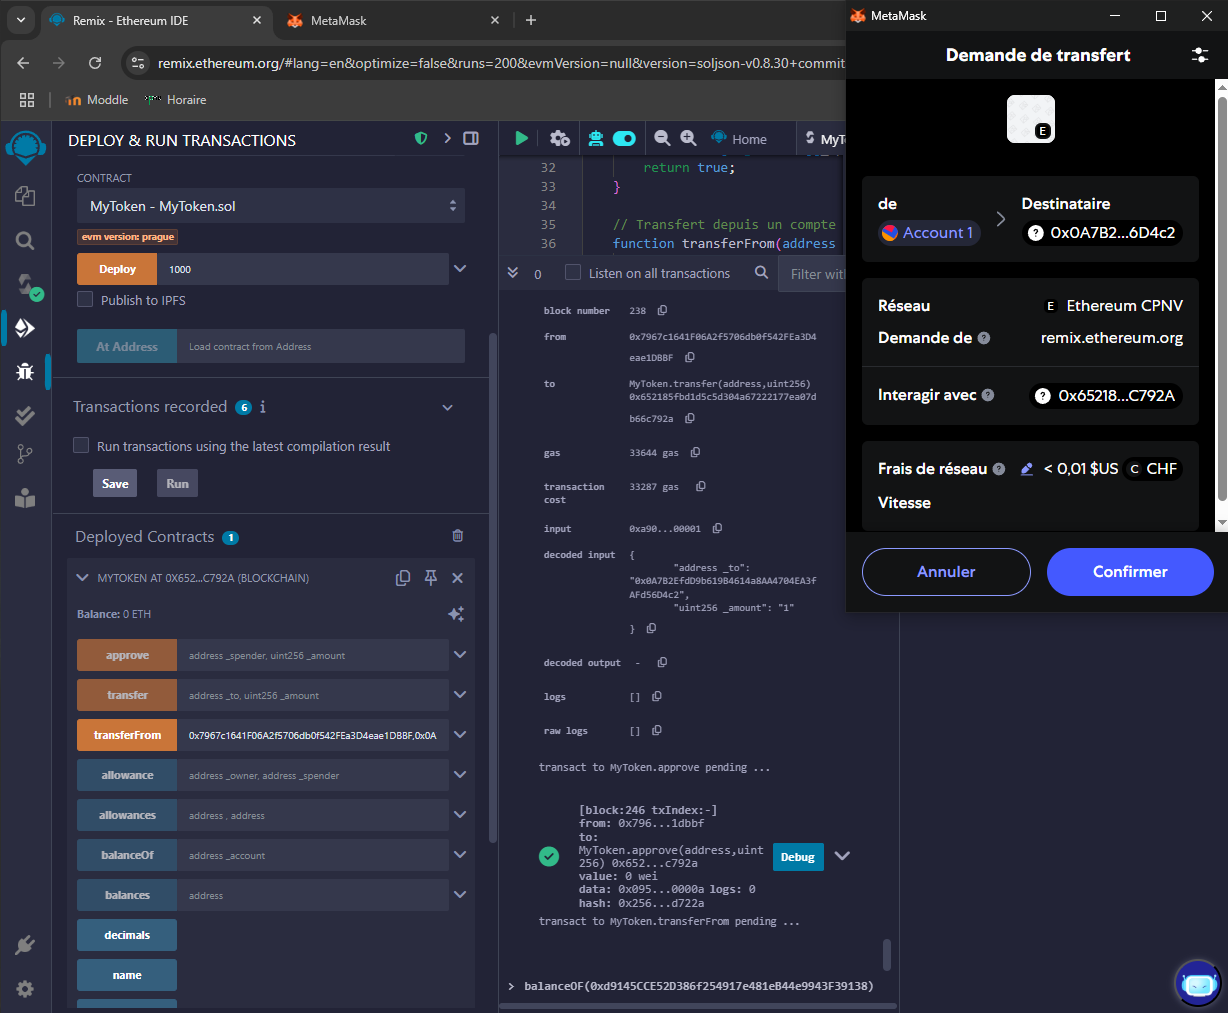 Remix - Ethereum IDE
MetaMask
remix.ethereum.org/#lang=en&optimize=false&runs=200&evmVersion=null&version=soljson-v0.8.30+commit
Moddle
Horaire
DEPLOY & RUN TRANSACTIONS
CONTRACT
MyToken - MyToken.sol
evm version: prague
Deploy
1000
Publish to IPFS
At Address
Load contract from Address
Transactions recorded 6 i
Run transactions using the latest compilation result
Save
Run
Deployed Contracts 1
MYTOKEN AT 0X652...C792A (BLOCKCHAIN)
Balance: 0 ETH
approve
address _spender, uint256 _amount
transfer
address _to, uint256 _amount
transferFrom
0x7967c1641F06A2f5706db0f542FEa3D4eae1DBBF,0x0A
allowance
address _owner, address _spender
allowances
address , address
balanceOf
address _account
balances
address
decimals
name
Home
MyTo
32 return true;
33 }
34
35 // Transfert depuis un compte
36 function transferFrom(address
0
Listen on all transactions
Filter with
block number 238
from 0x7967c1641F06A2f5706db0f542FEa3D4
eae1DBBF
to MyToken.transfer(address,uint256)
0x652185fbd1d5c5d304a67222177ea07d
b66c792a
gas 33644 gas
transaction cost 33287 gas
input 0xa90...00001
decoded input {
"address _to":
"0x0A7B2EfdD9b619B4614a8AA4704EA3f
AFd56D4c2",
"uint256 _amount": "1"
}
decoded output -
logs []
raw logs []
transact to MyToken.approve pending ...
[block:246 txIndex:-]
from: 0x796...1dbbf
to:
MyToken.approve(address,uint
256) 0x652...c792a
value: 0 wei
data: 0x095...0000a logs: 0
hash: 0x256...d722a
Debug
transact to MyToken.transferFrom pending ...
> balanceOF(0xd9145CCE52D386f254917e481eB44e9943F39138)
MetaMask
Demande de transfert
E
de
Account 1
Destinataire
? 0x0A7B2...6D4c2
Réseau
E Ethereum CPNV
Demande de ?
remix.ethereum.org
Interagir avec ?
? 0x65218...C792A
Frais de réseau ?
< 0,01 $US C CHF
Vitesse
Annuler
Confirmer